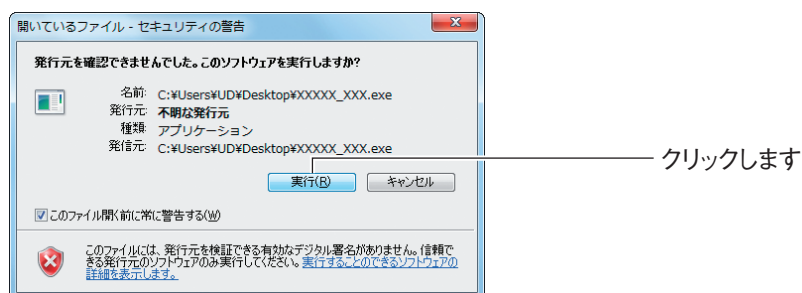 開いているファイル - セキュリティの警告
発行元を確認できませんでした。このソフトウェアを実行しますか?
名前: C:¥Users¥UD¥Desktop¥XXXXX_XXX.exe
発行元: 不明な発行元
種類: アプリケーション
発信元: C:¥Users¥UD¥Desktop¥XXXXX_XXX.exe
実行(R) キャンセル
クリックします
このファイル開く前に常に警告する(W)
このファイルには、発行元を検証できる有効なデジタル署名がありません。信頼で
きる発行元のソフトウェアのみ実行してください。実行することのできるソフトウェアの
詳細を表示します。